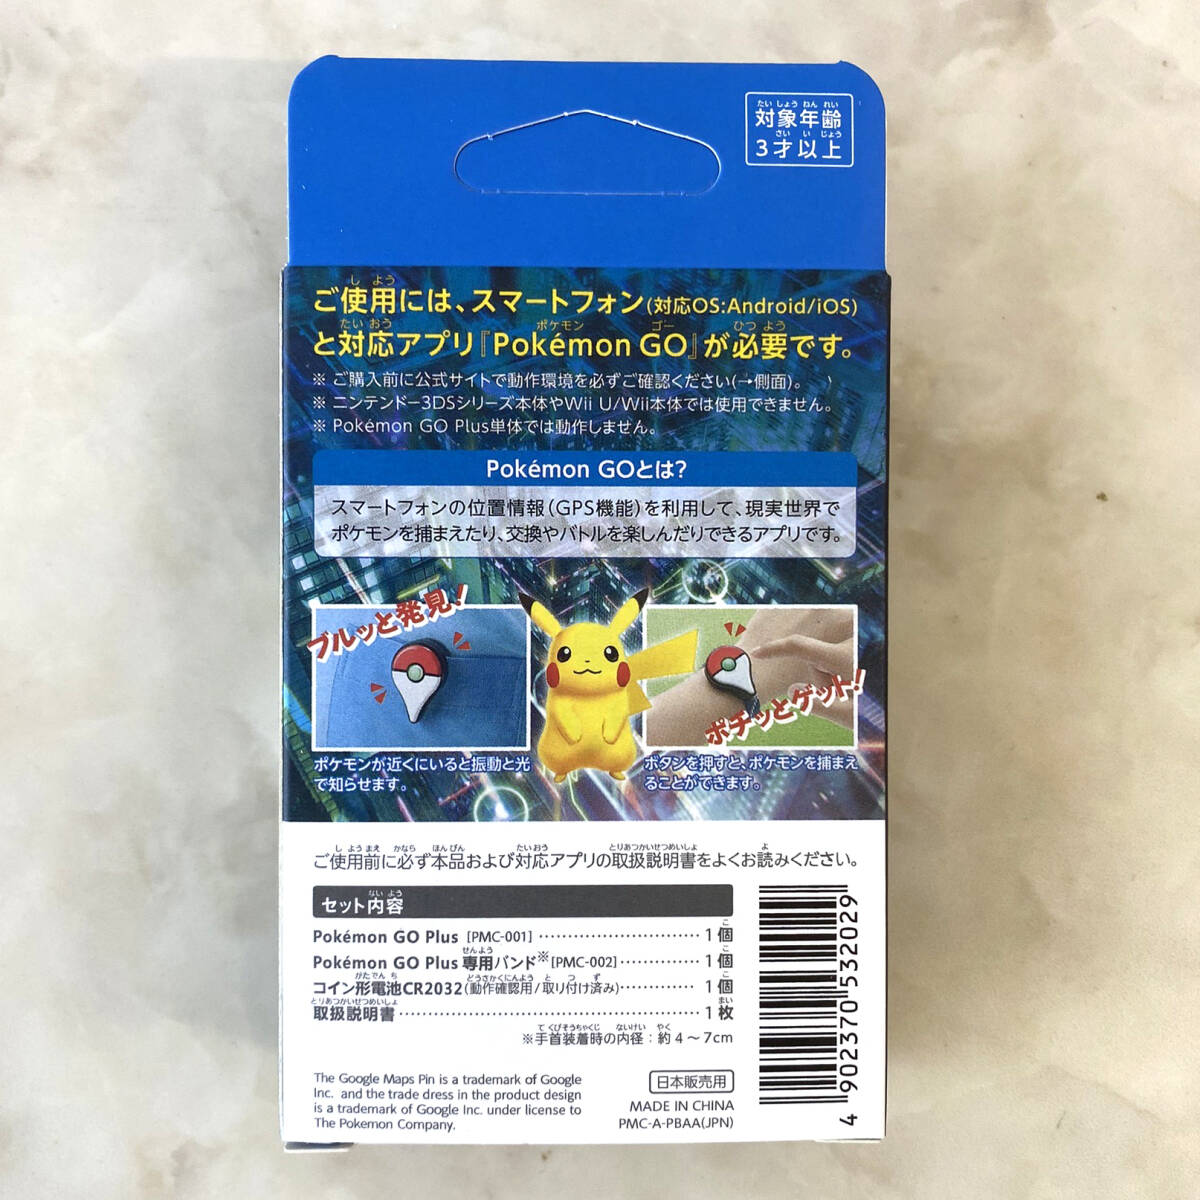 対象年齢
3才以上
ご使用には、スマートフォン(対応OS:Android/iOS)
と対応アプリ『Pokémon GO』が必要です。
※ ご購入前に公式サイトで動作環境を必ずご確認ください(→側面)。
※ ニンテンドー3DSシリーズ本体やWii U/Wii本体では使用できません。
※ Pokémon GO Plus単体では動作しません。
Pokémon GOとは?
スマートフォンの位置情報(GPS機能)を利用して、現実世界で
ポケモンを捕まえたり、交換やバトルを楽しんだりできるアプリです。
ブルッと発見!
ポケモンが近くにいると振動と光
で知らせます。
ポチッとゲット!
ボタンを押すと、ポケモンを捕まえ
ることができます。
ご使用前に必ず本品および対応アプリの取扱説明書をよくお読みください。
セット内容
Pokémon GO Plus [PMC-001] ………………………… 1個
Pokémon GO Plus 専用バンド※[PMC-002] ………… 1個
コイン形電池CR2032(動作確認用/取り付け済み) ………… 1個
取扱説明書 ……………………………………… 1枚
※手首装着時の内径:約4～7cm
The Google Maps Pin is a trademark of Google
Inc. and the trade dress in the product design
is a trademark of Google Inc. under license to
The Pokemon Company.
日本販売用
MADE IN CHINA
PMC-A-PBAA(JPN)
4 902370 532029